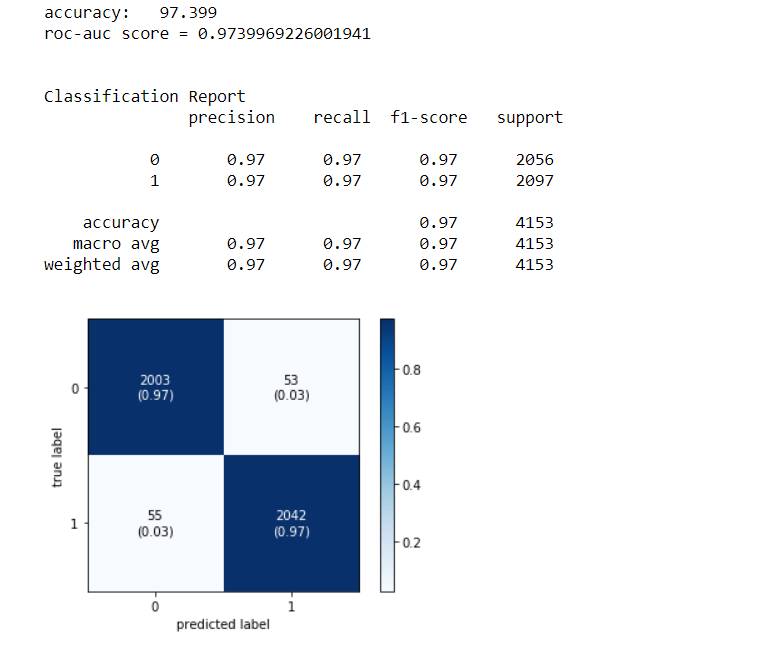 accuracy: 97.399
roc-auc score = 0.9739969226001941
Classification Report
precision recall f1-score support
0 0.97 0.97 0.97 2056
1 0.97 0.97 0.97 2097
accuracy 0.97 4153
macro avg 0.97 0.97 0.97 4153
weighted avg 0.97 0.97 0.97 4153
2003
(0.97)
53
(0.03)
55
(0.03)
2042
(0.97)
0
1
true label
0 1
predicted label
0.8
0.6
0.4
0.2